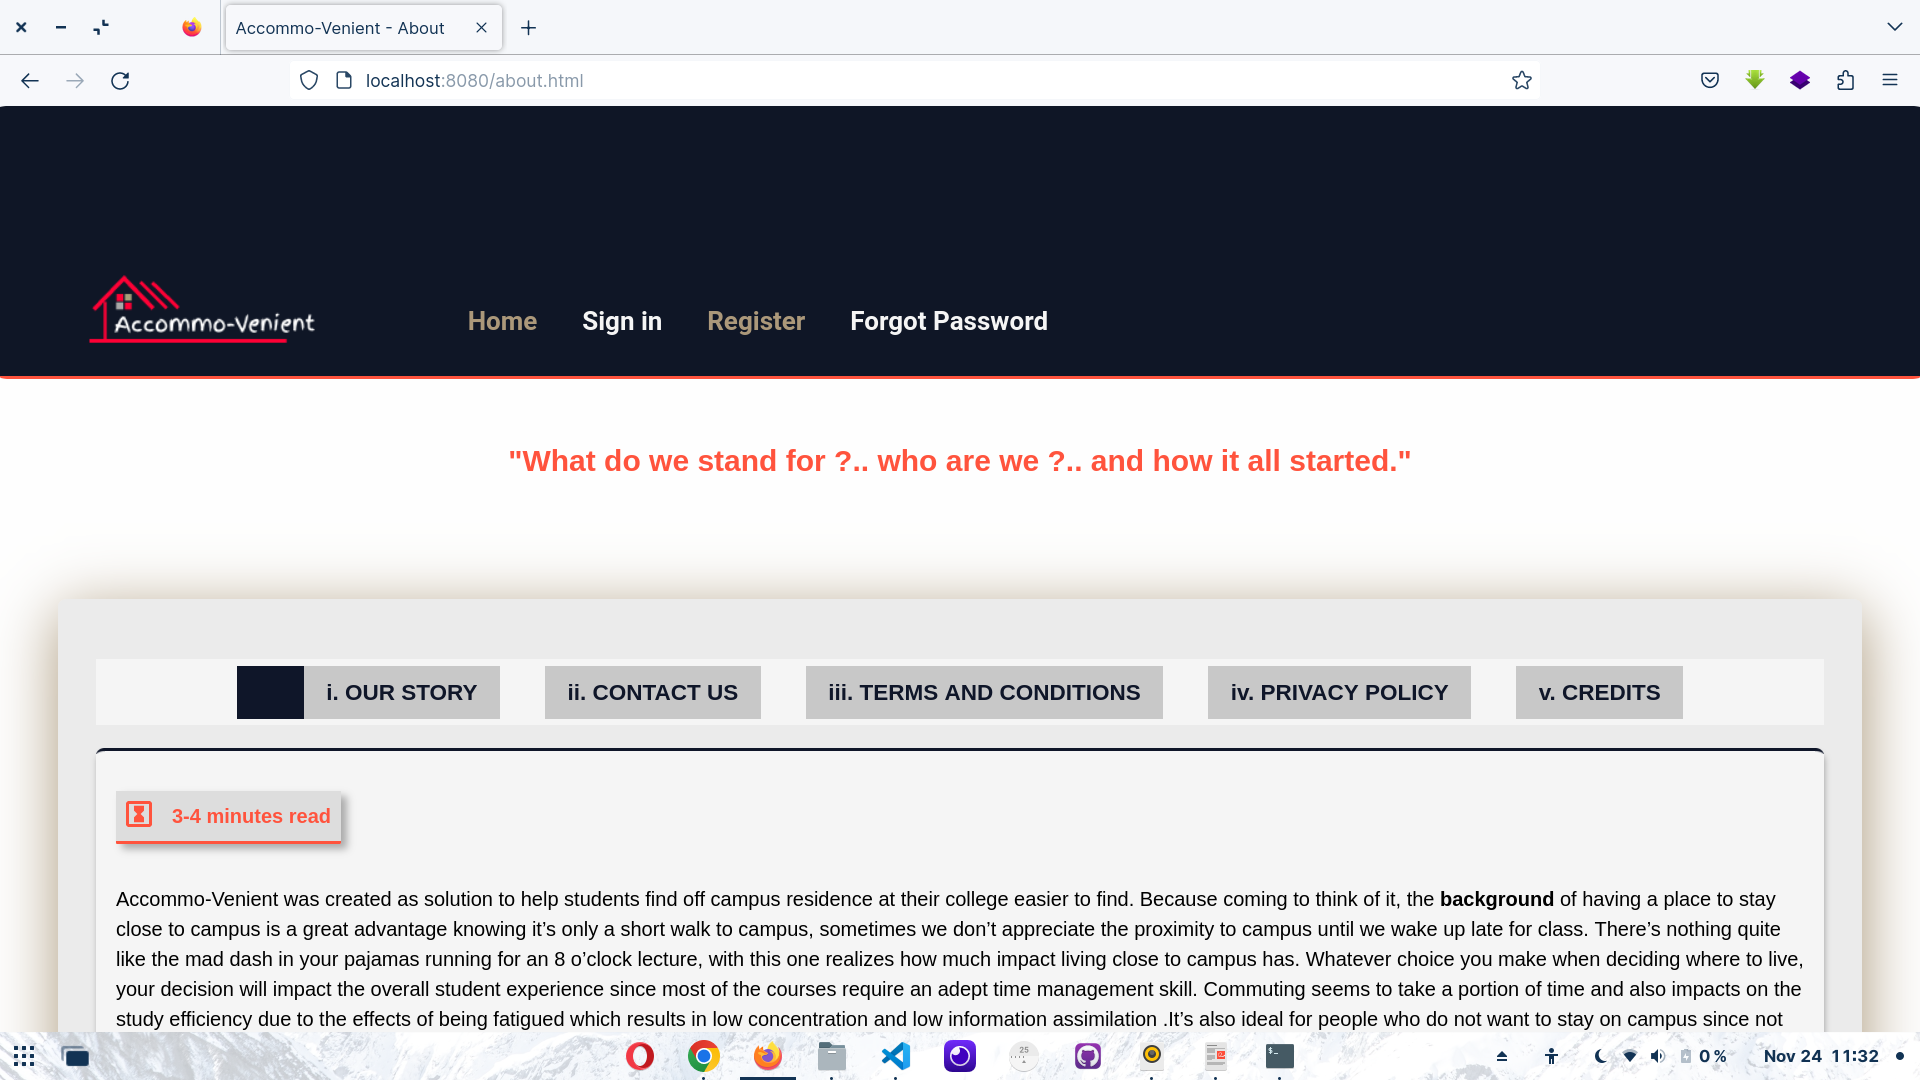 Accommo-Venient - About
localhost:8080/about.html
Accommo-Venient
Home Sign in Register Forgot Password
"What do we stand for ?.. who are we ?.. and how it all started."
i. OUR STORY ii. CONTACT US iii. TERMS AND CONDITIONS iv. PRIVACY POLICY v. CREDITS
3-4 minutes read
Accommo-Venient was created as solution to help students find off campus residence at their college easier to find. Because coming to think of it, the background of having a place to stay
close to campus is a great advantage knowing it’s only a short walk to campus, sometimes we don’t appreciate the proximity to campus until we wake up late for class. There’s nothing quite
like the mad dash in your pajamas running for an 8 o’clock lecture, with this one realizes how much impact living close to campus has. Whatever choice you make when deciding where to live,
your decision will impact the overall student experience since most of the courses require an adept time management skill. Commuting seems to take a portion of time and also impacts on the
study efficiency due to the effects of being fatigued which results in low concentration and low information assimilation .It’s also ideal for people who do not want to stay on campus since not
25
$-
0 %
Nov 24 11:32